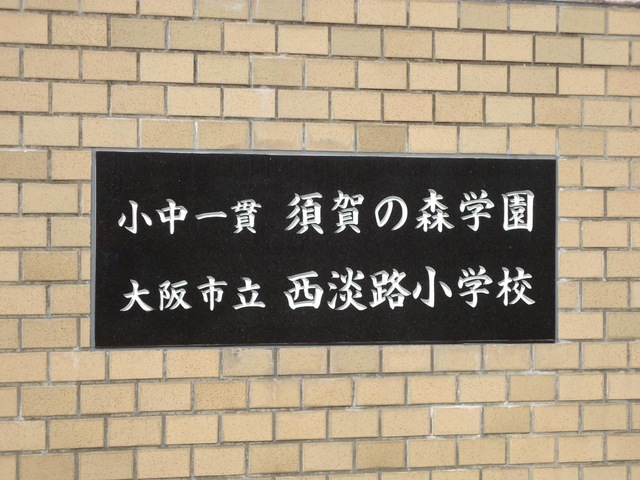 小中一貫 須賀の森学園
大阪市立 西淡路小学校